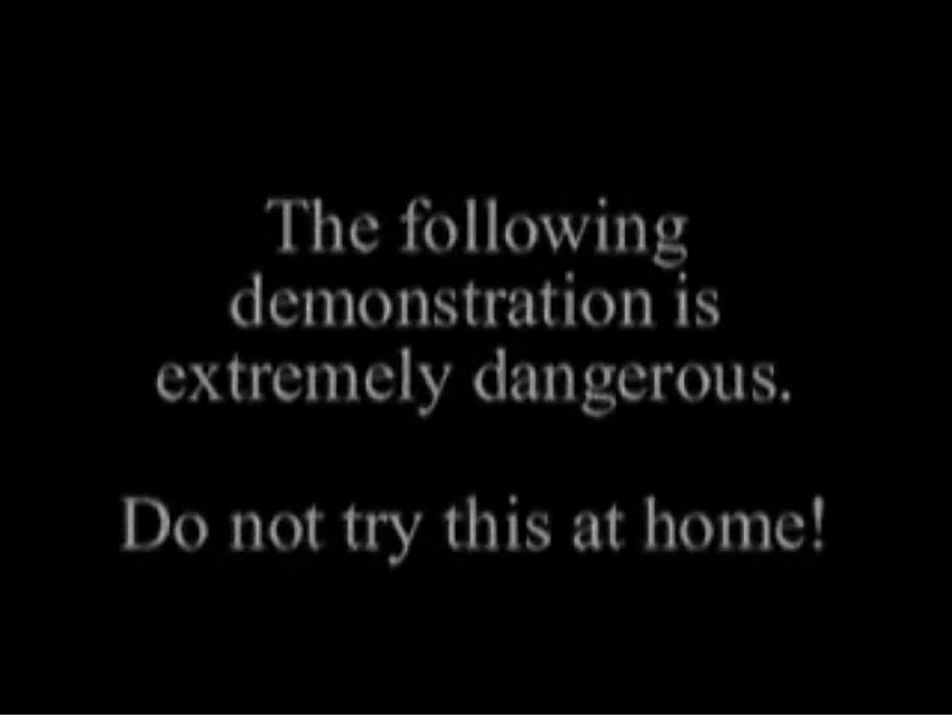 The following
demonstration is
extremely dangerous.
Do not try this at home!